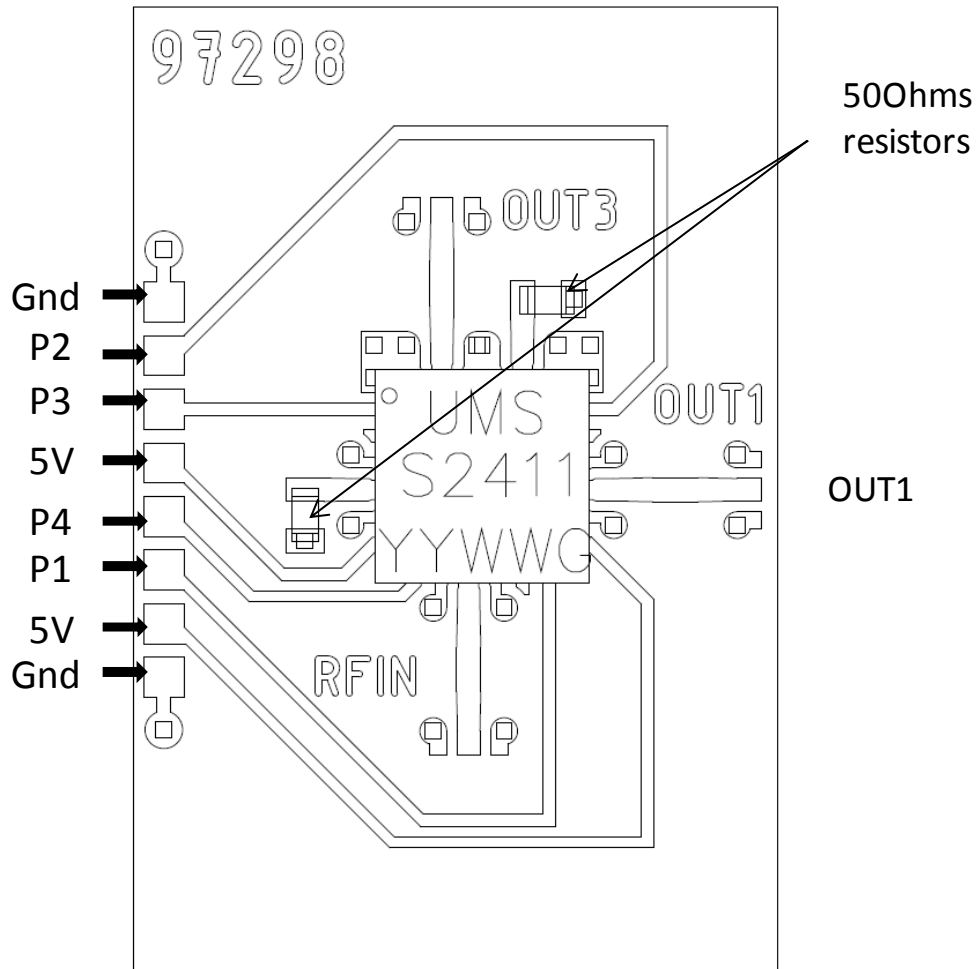 97298
50Ohms
resistors
OUT3
Gnd
P2
P3
5V
P4
P1
5V
Gnd
UMS
S2411
YYWWG
OUT1
OUT1
RFIN